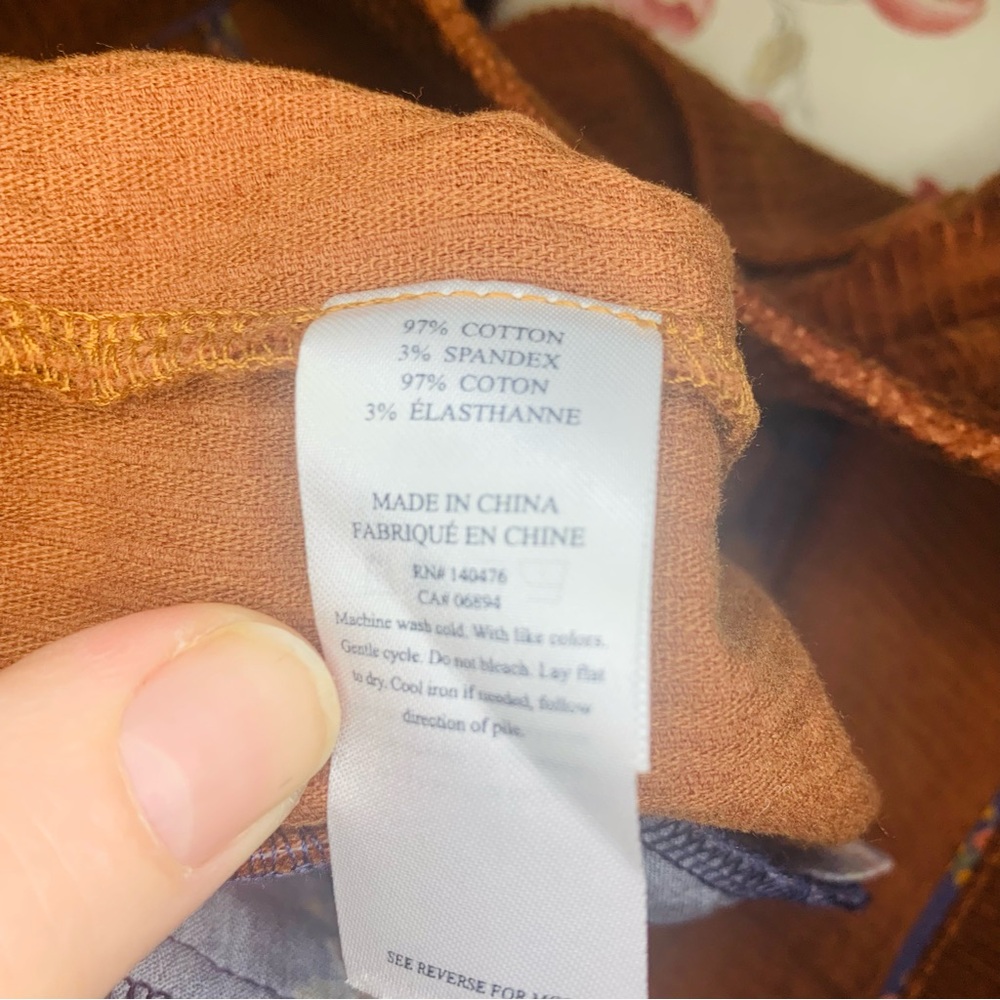 97% COTTON
3% SPANDEX
97% COTON
3% ÉLASTHANNE
MADE IN CHINA
FABRIQUÉ EN CHINE
RN# 140476
CA# 06894
Machine wash cold. With like colors.
Gentle cycle. Do not bleach. Lay flat
to dry. Cool iron if needed, follow
direction of pile.
SEE REVERSE FOR